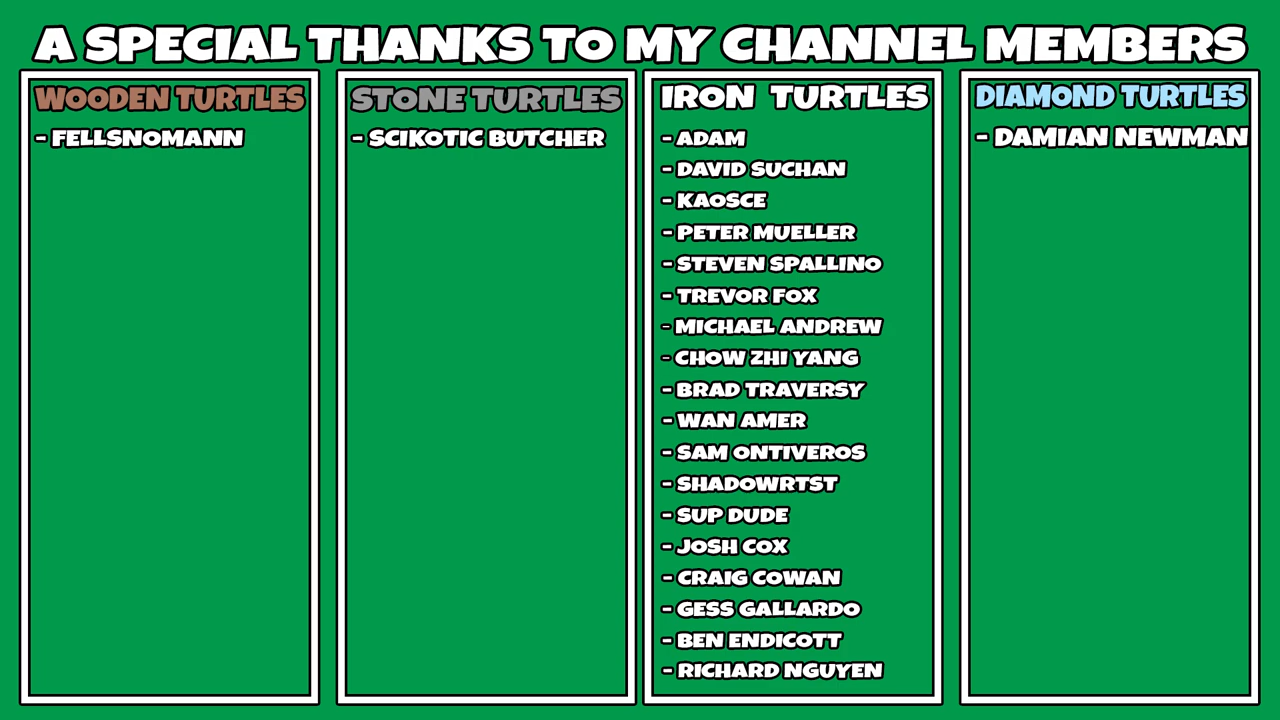 A SPECIAL THANKS TO MY CHANNEL MEMBERS
WOODEN TURTLES
- FELLSNOMANN
STONE TURTLES
- SCIKOTIC BUTCHER
IRON TURTLES
- ADAM
- DAVID SUCHAN
- KAOSCE
- PETER MUELLER
- STEVEN SPALLINO
- TREVOR FOX
- MICHAEL ANDREW
- CHOW ZHI YANG
- BRAD TRAVERSY
- WAN AMER
- SAM ONTIVEROS
- SHADOWRTST
- SUP DUDE
- JOSH COX
- CRAIG COWAN
- GESS GALLARDO
- BEN ENDICOTT
- RICHARD NGUYEN
DIAMOND TURTLES
- DAMIAN NEWMAN